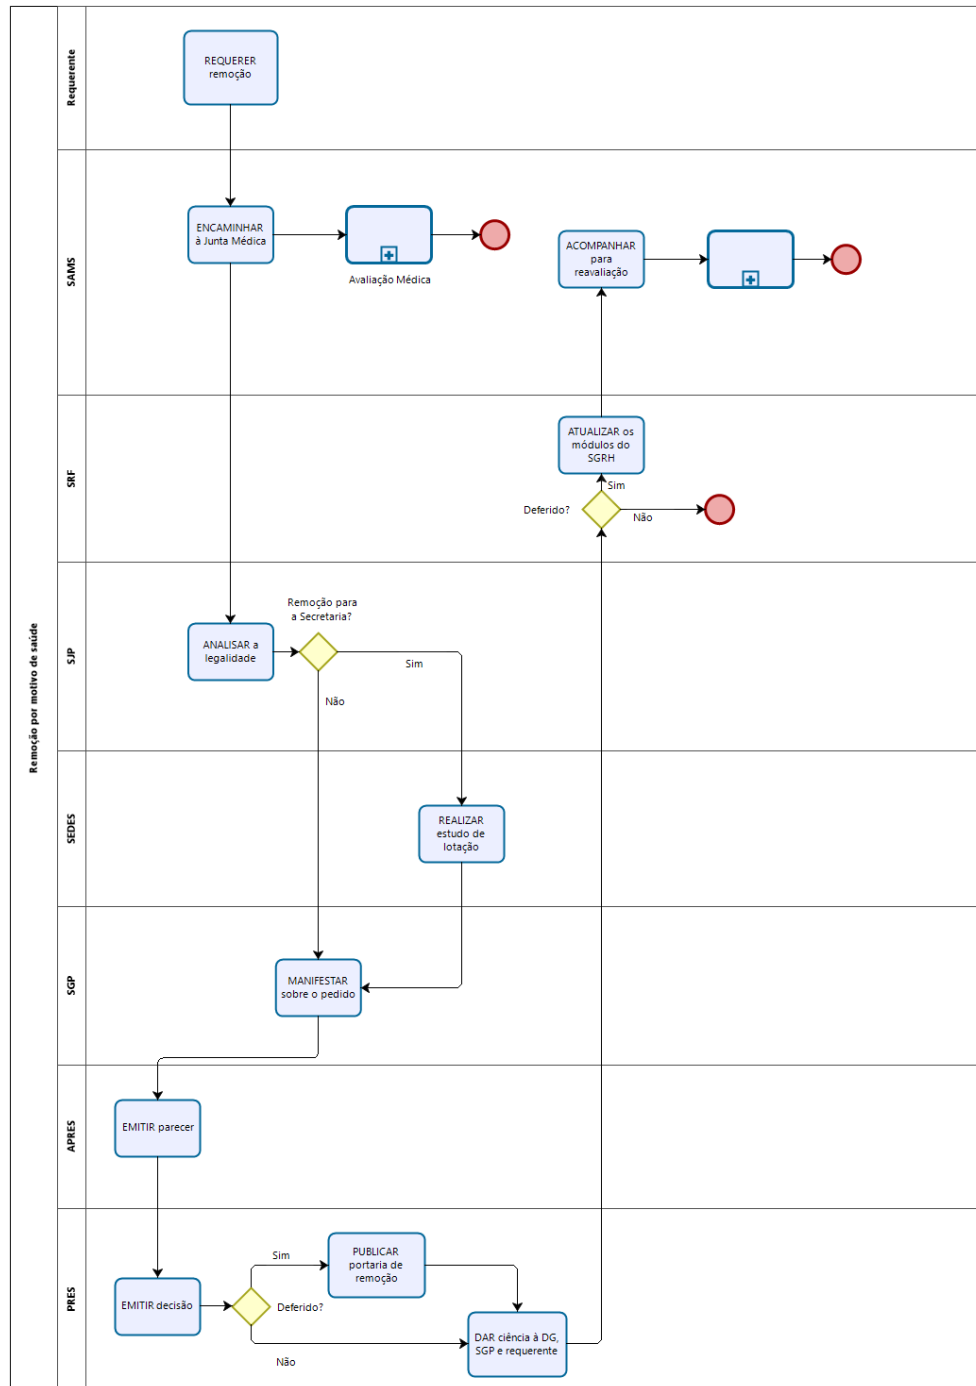 Remoção por motivo de saúde
Requerente
REQUERER
remoção
SAMS
ENCAMINHAR
à Junta Médica
Avaliação Médica
ACOMPANHAR
para
reavaliação
SRF
ATUALIZAR os
módulos do
SGRH
Sim
Deferido?
Não
SJP
Remoção para
a Secretaria?
ANALISAR a
legalidade
Sim
Não
SEDES
REALIZAR
estudo de
lotação
SGP
MANIFESTAR
sobre o pedido
APRES
EMITIR parecer
PRES
Sim
PUBLICAR
portaria de
remoção
EMITIR decisão
Deferido?
DAR ciência à DG,
SGP e requerente
Não